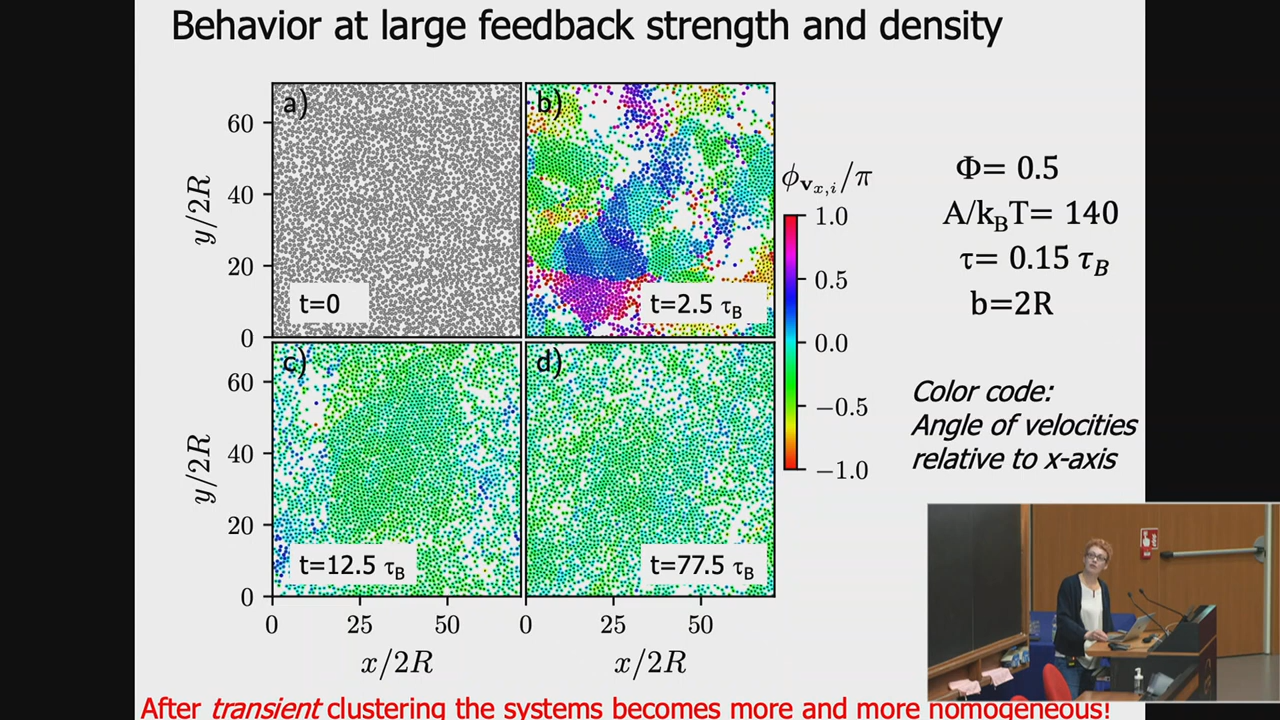 Behavior at large feedback strength and density
a)
b)
c)
d)
t=0
t=2.5 τB
t=12.5 τB
t=77.5 τB
y/2R
60
40
20
0
y/2R
60
40
20
0
0
25
50
0
25
50
x/2R
x/2R
ϕvx,i/π
1.0
0.5
0.0
−0.5
−1.0
Φ= 0.5
A/kBT= 140
τ= 0.15 τB
b=2R
Color code:
Angle of velocities
relative to x-axis
After transient clustering the systems becomes more and more homogeneous!